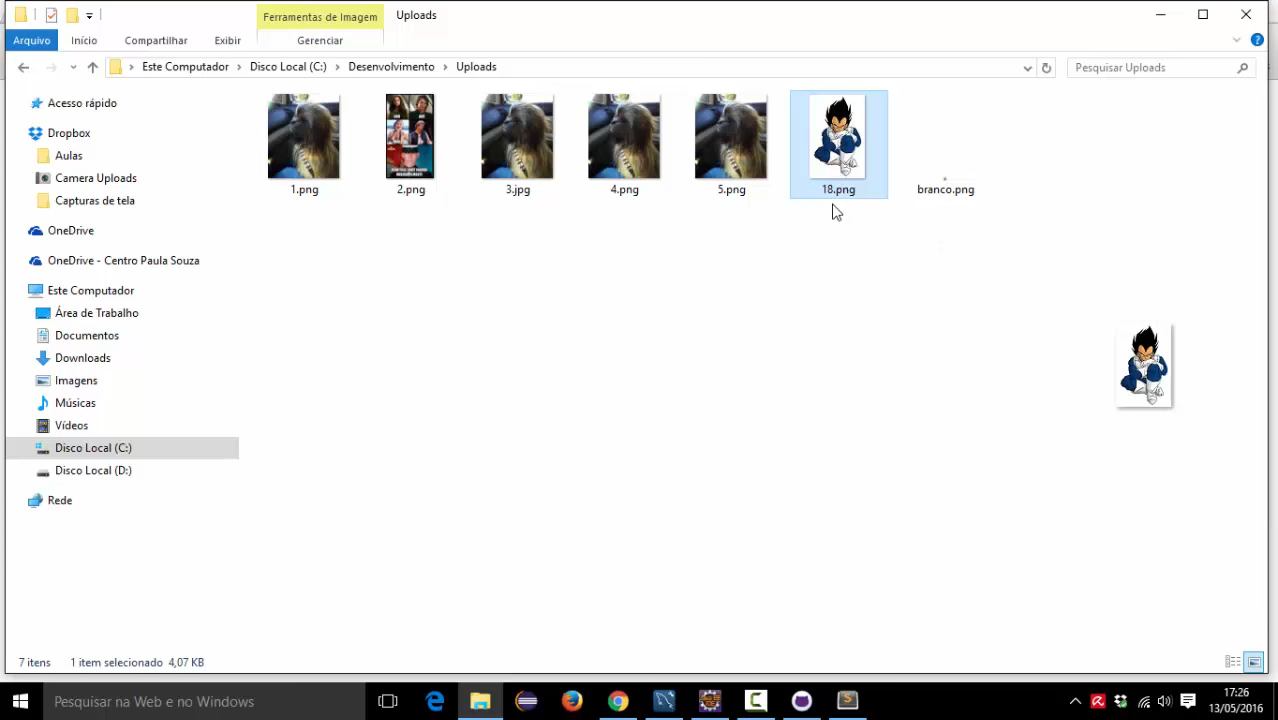 Ferramentas de Imagem
Uploads
Arquivo
Início
Compartilhar
Exibir
Gerenciar
Este Computador
Disco Local (C:)
Desenvolvimento
Uploads
Pesquisar Uploads
Acesso rápido
Dropbox
Aulas
Camera Uploads
Capturas de tela
OneDrive
OneDrive - Centro Paula Souza
Este Computador
Área de Trabalho
Documentos
Downloads
Imagens
Músicas
Vídeos
Disco Local (C:)
Disco Local (D:)
Rede
1.png
2.png
3.jpg
4.png
5.png
18.png
branco.png
7 itens
1 item selecionado 4,07 KB
Pesquisar na Web e no Windows
17:26
13/05/2016